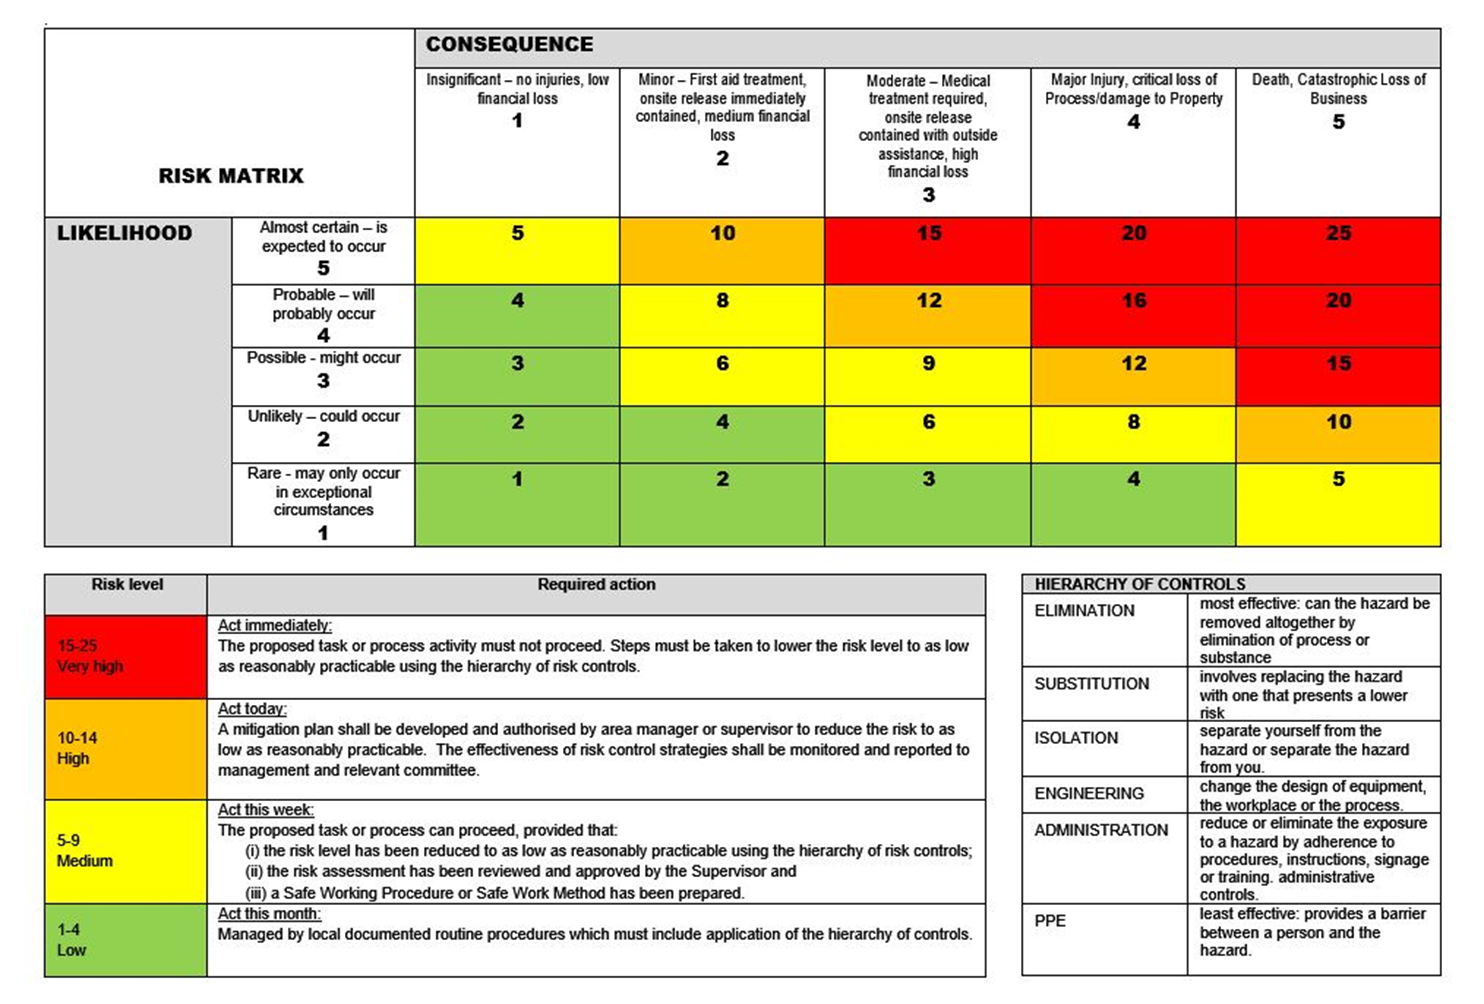 CONSEQUENCE
RISK MATRIX
Insignificant – no injuries, low
financial loss
1
Minor – First aid treatment,
onsite release immediately
contained, medium financial
loss
2
Moderate – Medical
treatment required,
onsite release
contained with outside
assistance, high
financial loss
3
Major Injury, critical loss of
Process/damage to Property
4
Death, Catastrophic Loss of
Business
5
LIKELIHOOD
Almost certain – is
expected to occur
5
5
10
15
20
25
Probable – will
probably occur
4
4
8
12
16
20
Possible - might occur
3
3
6
9
12
15
Unlikely – could occur
2
2
4
6
8
10
Rare - may only occur
in exceptional
circumstances
1
1
2
3
4
5
Risk level
Required action
15-25
Very high
Act immediately:
The proposed task or process activity must not proceed. Steps must be taken to lower the risk level to as low
as reasonably practicable using the hierarchy of risk controls.
10-14
High
Act today:
A mitigation plan shall be developed and authorised by area manager or supervisor to reduce the risk to as
low as reasonably practicable. The effectiveness of risk control strategies shall be monitored and reported to
management and relevant committee.
5-9
Medium
Act this week:
The proposed task or process can proceed, provided that:
(i) the risk level has been reduced to as low as reasonably practicable using the hierarchy of risk controls;
(ii) the risk assessment has been reviewed and approved by the Supervisor and
(iii) a Safe Working Procedure or Safe Work Method has been prepared.
1-4
Low
Act this month:
Managed by local documented routine procedures which must include application of the hierarchy of controls.
HIERARCHY OF CONTROLS
ELIMINATION
most effective: can the hazard be
removed altogether by
elimination of process or
substance
SUBSTITUTION
involves replacing the hazard
with one that presents a lower
risk
ISOLATION
separate yourself from the
hazard or separate the hazard
from you.
ENGINEERING
change the design of equipment,
the workplace or the process.
ADMINISTRATION
reduce or eliminate the exposure
to a hazard by adherence to
procedures, instructions, signage
or training. administrative
controls.
PPE
least effective: provides a barrier
between a person and the
hazard.